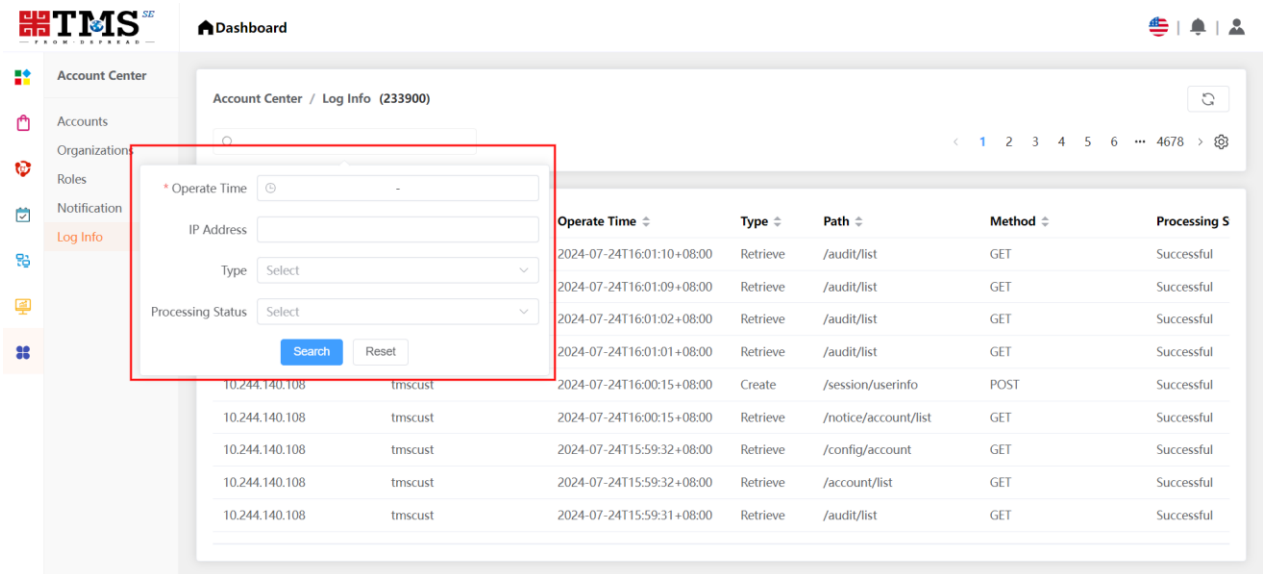 TMS SE
FROM DSPREAD
Dashboard
Account Center
Accounts
Organizations
Roles
Notification
Log Info
Account Center / Log Info (233900)
1 2 3 4 5 6 ••• 4678
* Operate Time -
IP Address
Type Select
Processing Status Select
Search Reset
Operate Time Type Path Method Processing S
2024-07-24T16:01:10+08:00 Retrieve /audit/list GET Successful
2024-07-24T16:01:09+08:00 Retrieve /audit/list GET Successful
2024-07-24T16:01:02+08:00 Retrieve /audit/list GET Successful
2024-07-24T16:01:01+08:00 Retrieve /audit/list GET Successful
10.244.140.108 tmscust 2024-07-24T16:00:15+08:00 Create /session/userinfo POST Successful
10.244.140.108 tmscust 2024-07-24T16:00:15+08:00 Retrieve /notice/account/list GET Successful
10.244.140.108 tmscust 2024-07-24T15:59:32+08:00 Retrieve /config/account GET Successful
10.244.140.108 tmscust 2024-07-24T15:59:32+08:00 Retrieve /account/list GET Successful
10.244.140.108 tmscust 2024-07-24T15:59:31+08:00 Retrieve /audit/list GET Successful